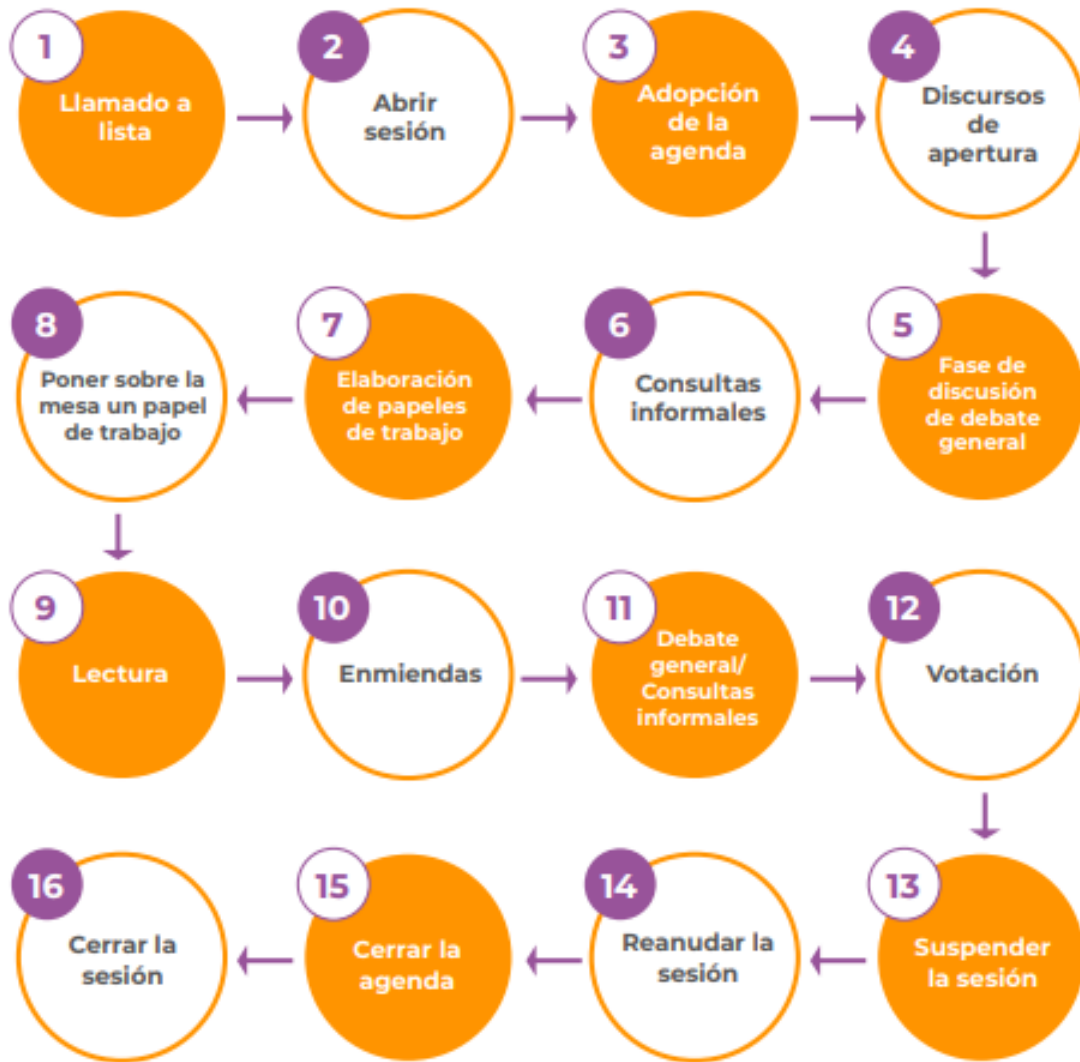 1
Llamado a
lista
2
Abrir
sesión
3
Adopción
de la
agenda
4
Discursos
de
apertura
5
Fase de
discusión
de debate
general
6
Consultas
informales
7
Elaboración
de papeles
de trabajo
8
Poner sobre la
mesa un papel
de trabajo
9
Lectura
10
Enmiendas
11
Debate
general/
Consultas
informales
12
Votación
13
Suspender
la sesión
14
Reanudar la
sesión
15
Cerrar la
agenda
16
Cerrar la
sesión